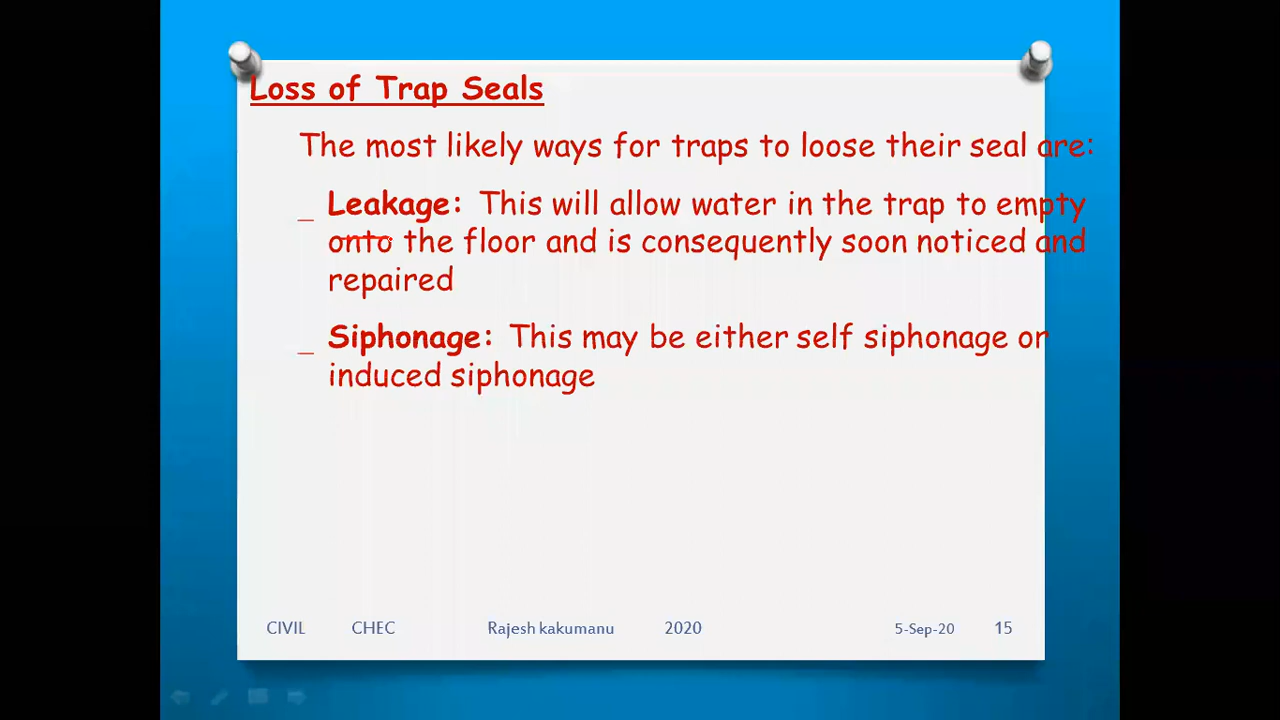 Loss of Trap Seals
The most likely ways for traps to loose their seal are:
_ Leakage: This will allow water in the trap to empty
onto the floor and is consequently soon noticed and
repaired
_ Siphonage: This may be either self siphonage or
induced siphonage
CIVIL CHEC Rajesh kakumanu 2020 5-Sep-20 15